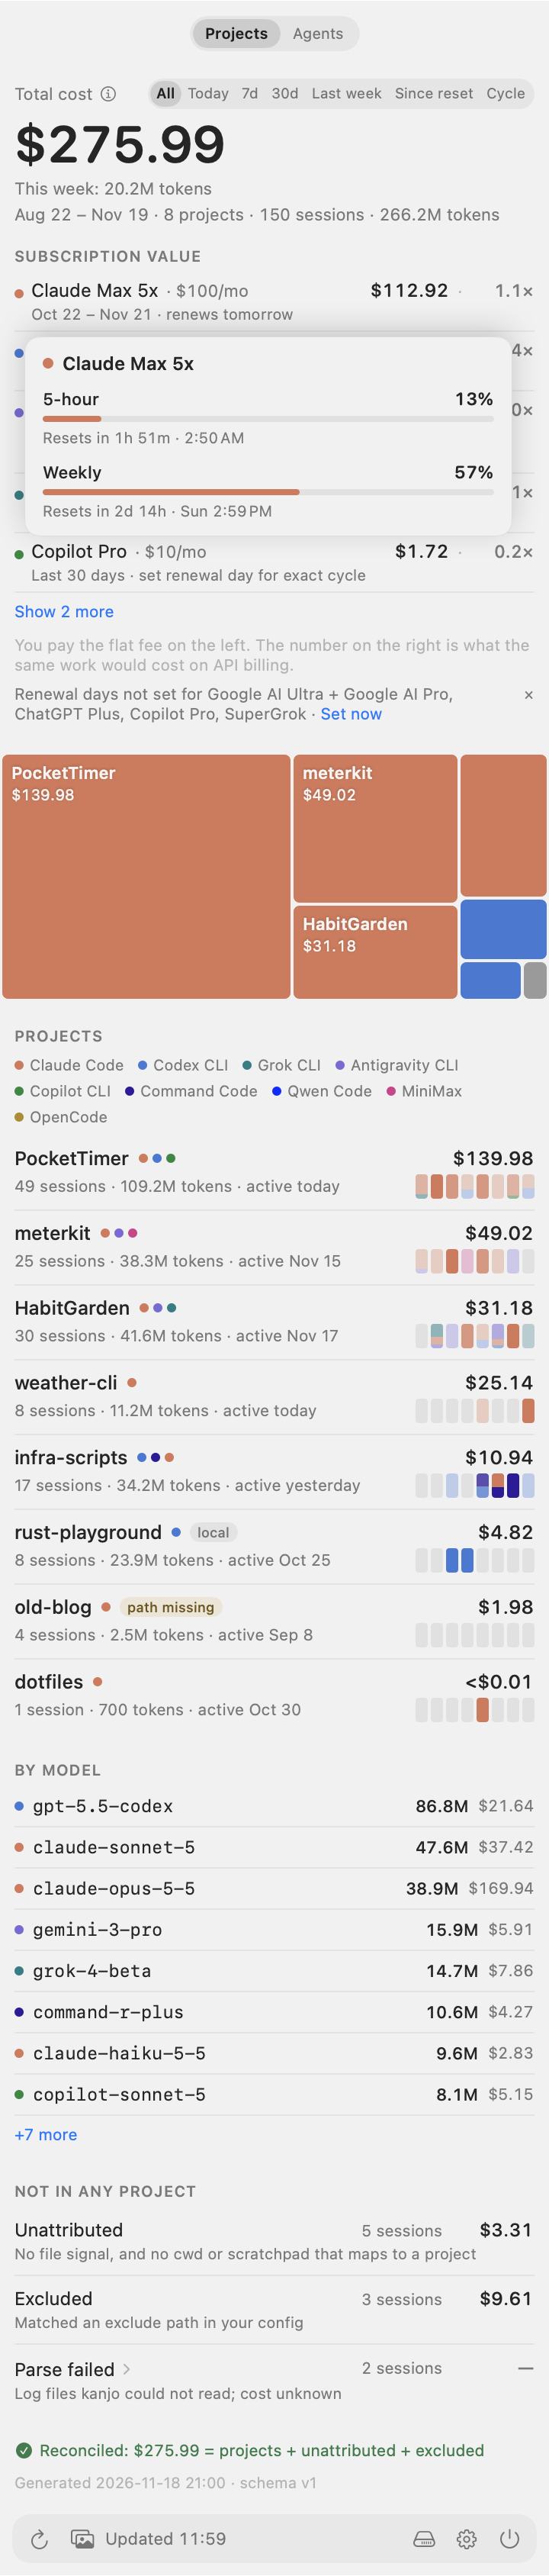 Projects Agents
Total cost All Today 7d 30d Last week Since reset Cycle
$275.99
This week: 20.2M tokens
Aug 22 – Nov 19 · 8 projects · 150 sessions · 266.2M tokens
SUBSCRIPTION VALUE
Claude Max 5x · $100/mo $112.92 · 1.1×
Oct 22 – Nov 21 · renews tomorrow
4×
Claude Max 5x
5-hour 13%
0×
Resets in 1h 51m · 2:50 AM
Weekly 57%
1×
Resets in 2d 14h · Sun 2:59 PM
Copilot Pro · $10/mo $1.72 · 0.2×
Last 30 days · set renewal day for exact cycle
Show 2 more
You pay the flat fee on the left. The number on the right is what the
same work would cost on API billing.
Renewal days not set for Google AI Ultra + Google AI Pro, ×
ChatGPT Plus, Copilot Pro, SuperGrok · Set now
PocketTimer
$139.98
meterkit
$49.02
HabitGarden
$31.18
PROJECTS
Claude Code Codex CLI Grok CLI Antigravity CLI
Copilot CLI Command Code Qwen Code MiniMax
OpenCode
PocketTimer $139.98
49 sessions · 109.2M tokens · active today
meterkit $49.02
25 sessions · 38.3M tokens · active Nov 15
HabitGarden $31.18
30 sessions · 41.6M tokens · active Nov 17
weather-cli $25.14
8 sessions · 11.2M tokens · active today
infra-scripts $10.94
17 sessions · 34.2M tokens · active yesterday
rust-playground local $4.82
8 sessions · 23.9M tokens · active Oct 25
old-blog path missing $1.98
4 sessions · 2.5M tokens · active Sep 8
dotfiles <$0.01
1 session · 700 tokens · active Oct 30
BY MODEL
gpt-5.5-codex 86.8M $21.64
claude-sonnet-5 47.6M $37.42
claude-opus-5-5 38.9M $169.94
gemini-3-pro 15.9M $5.91
grok-4-beta 14.7M $7.86
command-r-plus 10.6M $4.27
claude-haiku-5-5 9.6M $2.83
copilot-sonnet-5 8.1M $5.15
+7 more
NOT IN ANY PROJECT
Unattributed 5 sessions $3.31
No file signal, and no cwd or scratchpad that maps to a project
Excluded 3 sessions $9.61
Matched an exclude path in your config
Parse failed > 2 sessions —
Log files kanjo could not read; cost unknown
Reconciled: $275.99 = projects + unattributed + excluded
Generated 2026-11-18 21:00 · schema v1
Updated 11:59